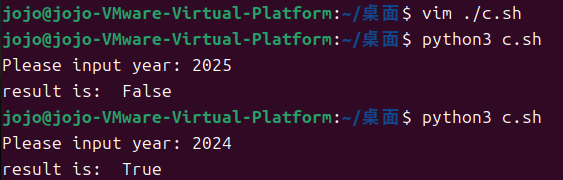 jojo@jojo-VMware-Virtual-Platform:~/桌面$ vim ./c.sh
jojo@jojo-VMware-Virtual-Platform:~/桌面$ python3 c.sh
Please input year: 2025
result is:  False
jojo@jojo-VMware-Virtual-Platform:~/桌面$ python3 c.sh
Please input year: 2024
result is:  True